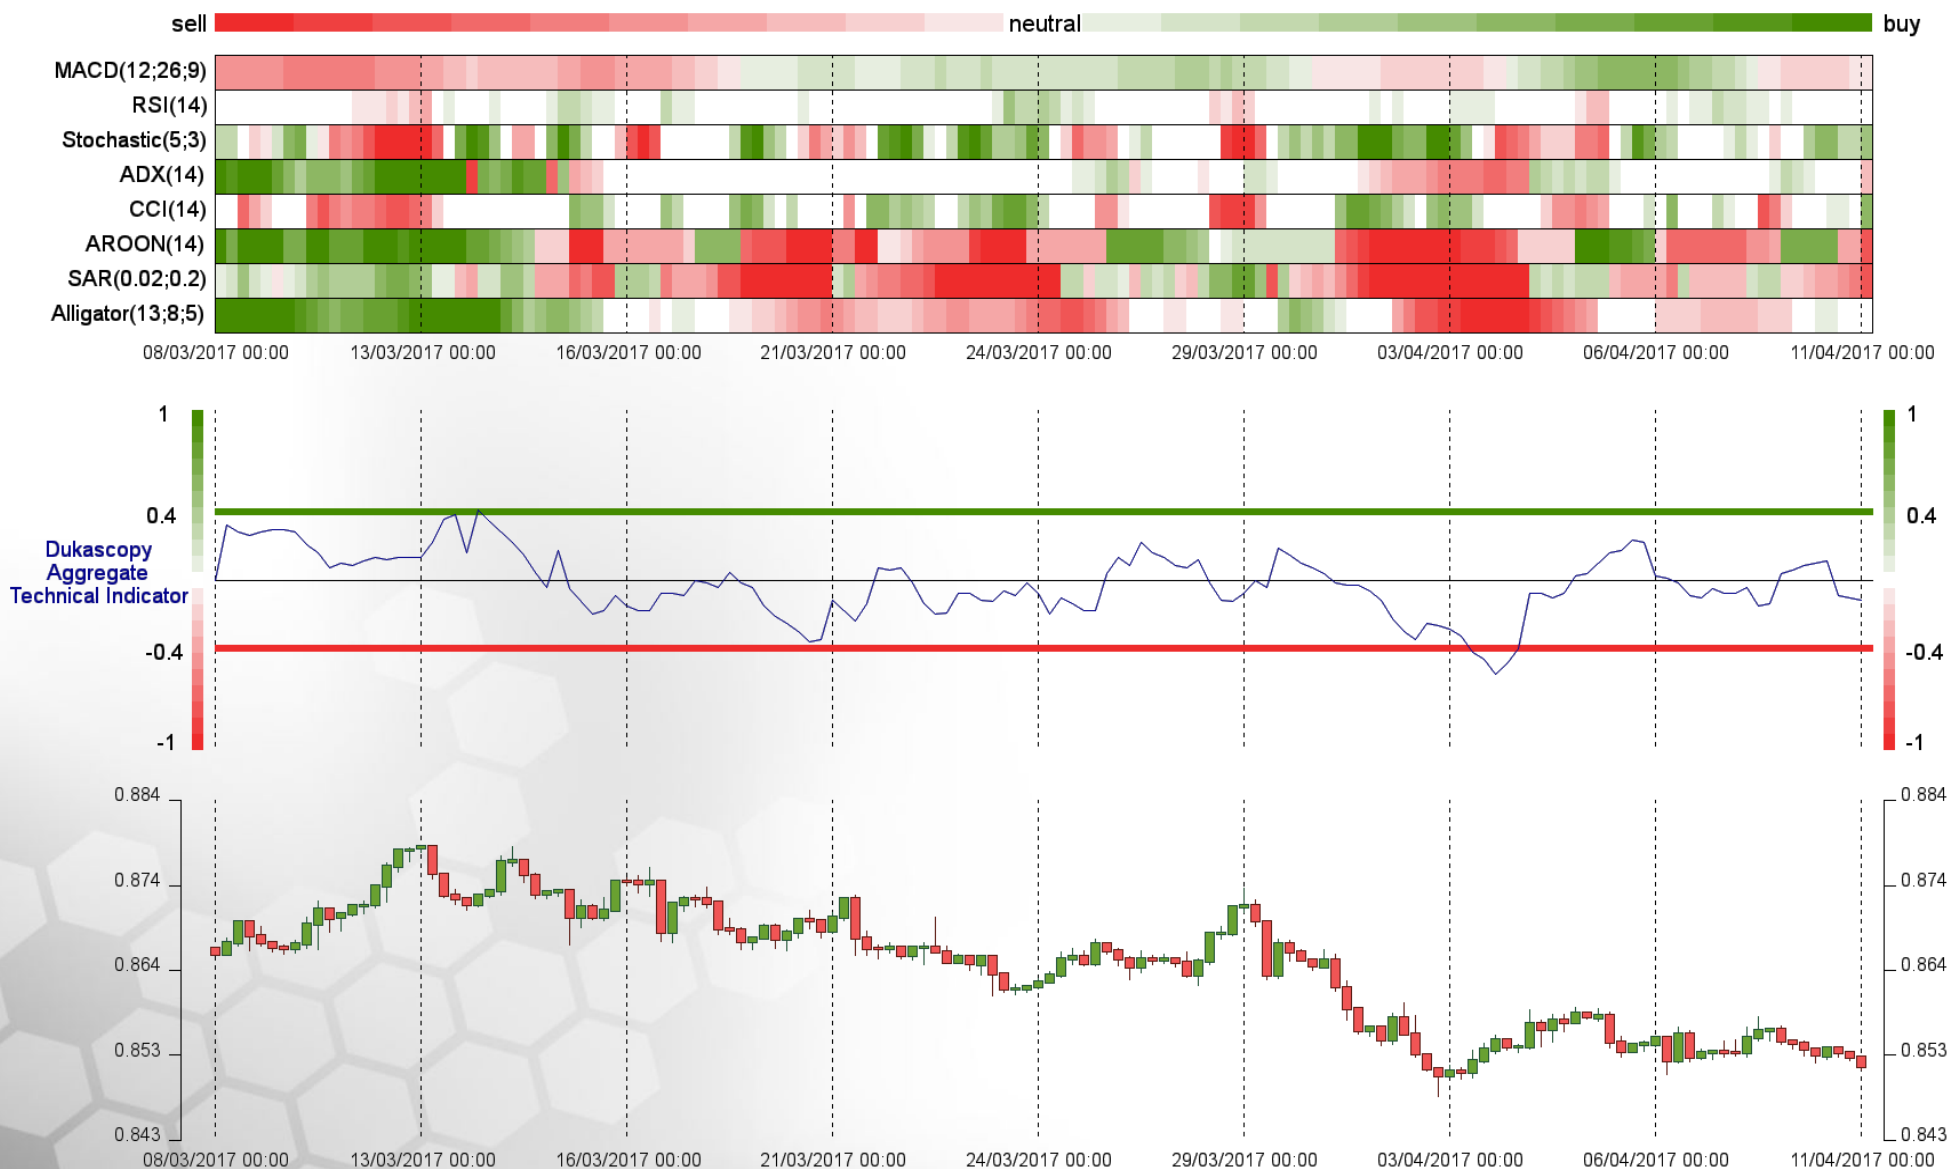 sell neutral buy
MACD(12;26;9)
RSI(14)
Stochastic(5;3)
ADX(14)
CCI(14)
AROON(14)
SAR(0.02;0.2)
Alligator(13;8;5)
08/03/2017 00:00 13/03/2017 00:00 16/03/2017 00:00 21/03/2017 00:00 24/03/2017 00:00 29/03/2017 00:00 03/04/2017 00:00 06/04/2017 00:00 11/04/2017 00:00
1 1
0.4 0.4
Dukascopy
Aggregate
Technical Indicator
-0.4 -0.4
-1 -1
0.884 0.884
0.874 0.874
0.864 0.864
0.853 0.853
0.843 0.843
08/03/2017 00:00 13/03/2017 00:00 16/03/2017 00:00 21/03/2017 00:00 24/03/2017 00:00 29/03/2017 00:00 03/04/2017 00:00 06/04/2017 00:00 11/04/2017 00:00